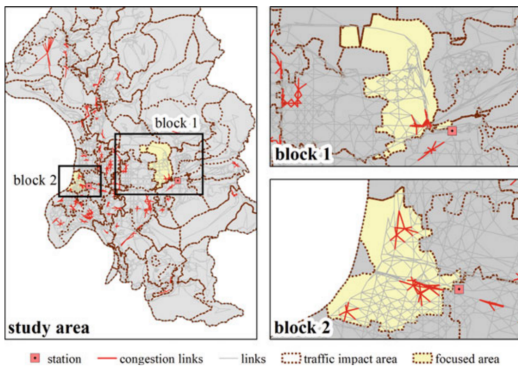 block 1
block 2
study area
block 1
block 2
station
congestion links
links
traffic impact area
focused area